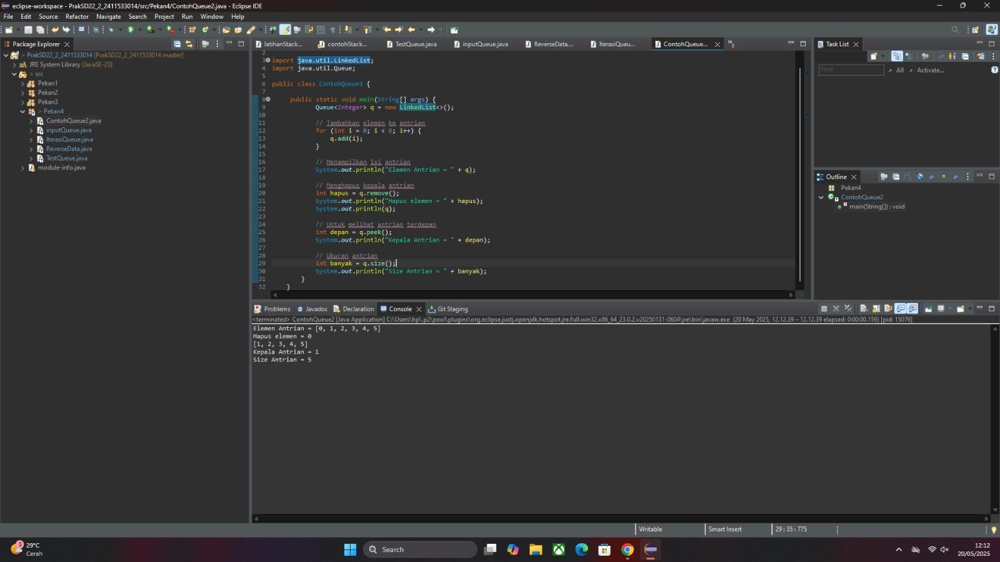 eclipse-workspace - PrakSD22_2_2411533014/src/Pekan4/ContohQueue2.java - Eclipse IDE
File Edit Source Refactor Navigate Search Project Run Window Help
Package Explorer
PrakSD22_2_2411533014 [PrakSD22_2_2411533014 master]
JRE System Library [JavaSE-23]
src
Pekan1
Pekan2
Pekan3
Pekan4
ContohQueue2.java
inputQueue.java
IterasiQueue.java
ReverseData.java
TestQueue.java
module-info.java
latihanStack... contohStack... TestQueue.java inputQueue.java ReverseData.... IterasiQueu... ContohQueue... »8
2
3 import java.util.LinkedList;
4 import java.util.Queue;
5
6 public class ContohQueue2 {
7
8 public static void main(String[] args) {
9 Queue<Integer> q = new LinkedList<>();
10
11 // Tambahkan elemen ke antrian
12 for (int i = 0; i < 6; i++) {
13 q.add(i);
14 }
15
16 // Menampilkan isi antrian
17 System.out.println("Elemen Antrian = " + q);
18
19 // Menghapus kepala antrian
20 int hapus = q.remove();
21 System.out.println("Hapus elemen = " + hapus);
22 System.out.println(q);
23
24 // Untuk melihat antrian terdepan
25 int depan = q.peek();
26 System.out.println("Kepala Antrian = " + depan);
27
28 // Ukuran antrian
29 int banyak = q.size();
30 System.out.println("Size Antrian = " + banyak);
31 }
32 }
Task List
Find All Activate...
Outline
Pekan4
ContohQueue2
main(String[]) : void
Problems Javadoc Declaration Console Git Staging
<terminated> ContohQueue2 [Java Application] C:\Users\hp\.p2\pool\plugins\org.eclipse.justj.openjdk.hotspot.jre.full.win32.x86_64_23.0.2.v20250131-0604\jre\bin\javaw.exe (20 May 2025, 12.12.39 – 12.12.39 elapsed: 0:00:00.159) [pid: 15076]
Elemen Antrian = [0, 1, 2, 3, 4, 5]
Hapus elemen = 0
[1, 2, 3, 4, 5]
Kepala Antrian = 1
Size Antrian = 5
Writable Smart Insert 29 : 35 : 775
3
29°C
Cerah
Search
12:12
20/05/2025